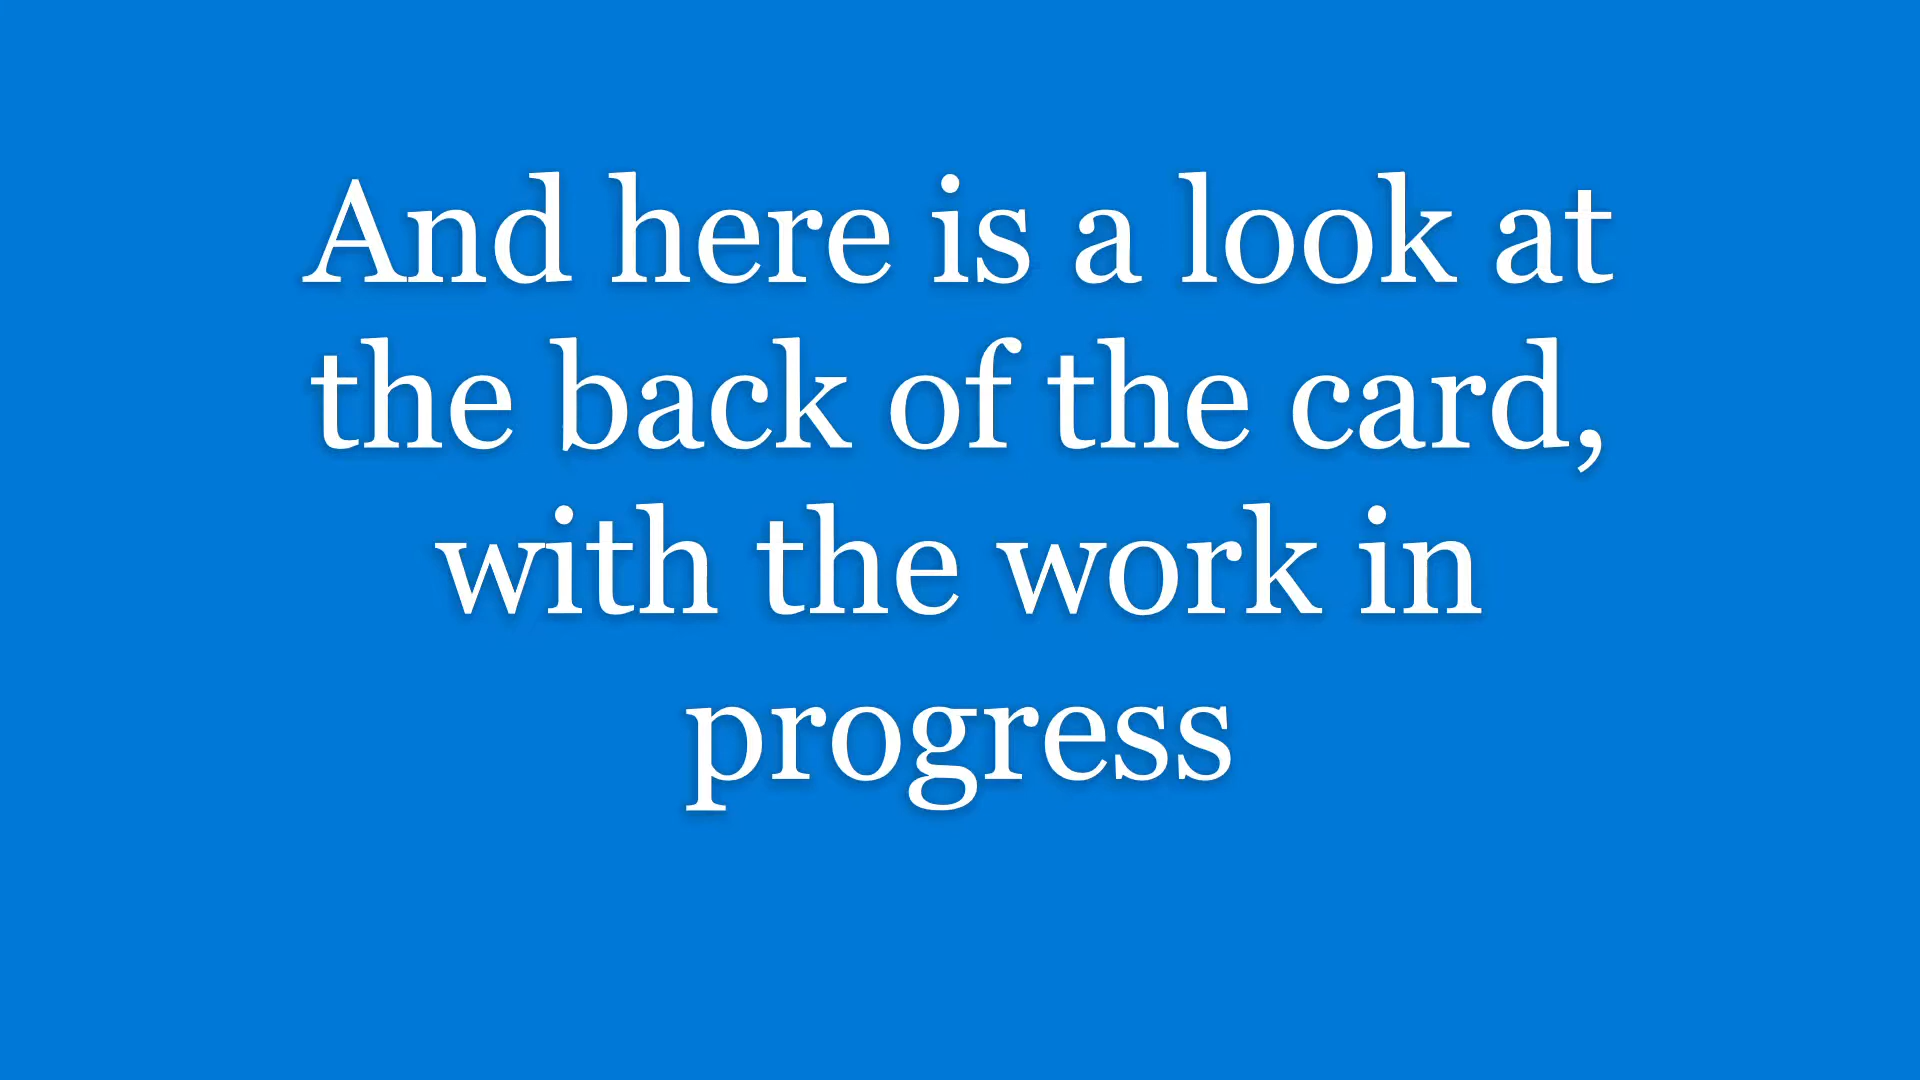 And here is a look at
the back of the card,
with the work in
progress